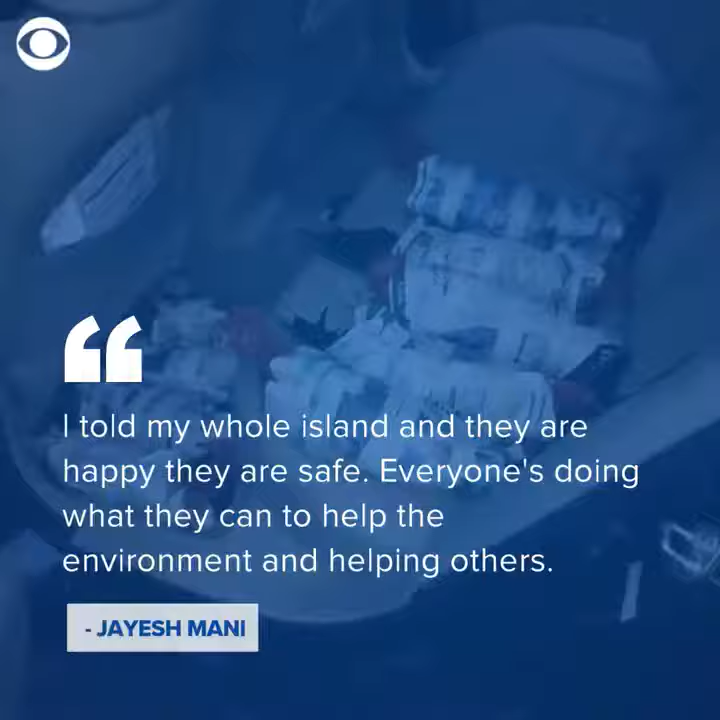 “
I told my whole island and they are
happy they are safe. Everyone's doing
what they can to help the
environment and helping others.
- JAYESH MANI